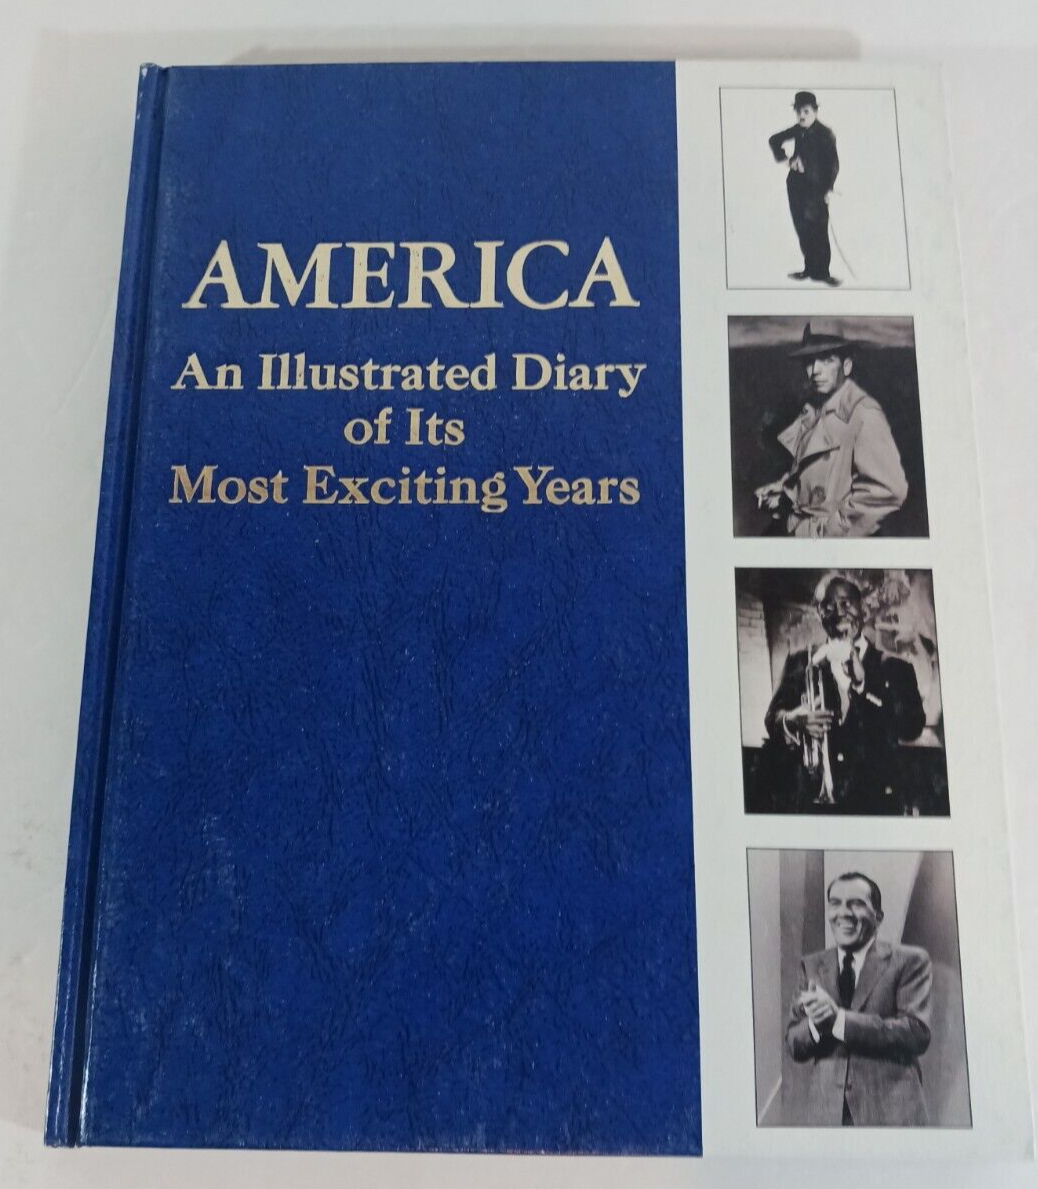 AMERICA
An Illustrated Diary
of Its
Most Exciting Years